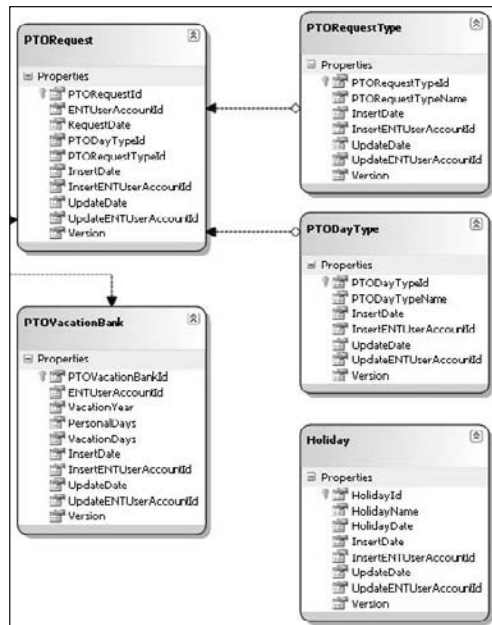 PTORequest
Properties
PTORequestId
ENTUserAccountId
RequestDate
PTODayTypeId
PTORequestTypeId
InsertDate
InsertENTUserAccountId
UpdateDate
UpdateENTUserAccountId
Version
PTORequestType
Properties
PTORequestTypeId
PTORequestTypeName
InsertDate
InsertENTUserAccountId
UpdateDate
UpdateENTUserAccountId
Version
PTODayType
Properties
PTODayTypeId
PTODayTypeName
InsertDate
InsertENTUserAccountId
UpdateDate
UpdateENTUserAccountId
Version
PTOVacationBank
Properties
PTOVacationBankId
ENTUserAccountId
VacationYear
PersonalDays
VacationDays
InsertDate
InsertENTUserAccountId
UpdateDate
UpdateENTUserAccountId
Version
Holiday
Properties
HolidayId
HolidayName
HolidayDate
InsertDate
InsertENTUserAccountId
UpdateDate
UpdateENTUserAccountId
Version